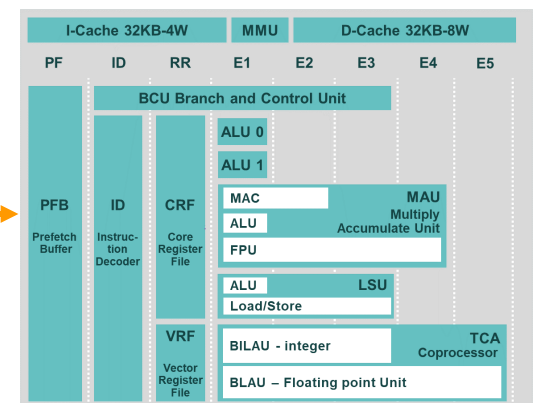 I-Cache 32KB-4W MMU D-Cache 32KB-8W
PF ID RR E1 E2 E3 E4 E5
BCU Branch and Control Unit
ALU 0
ALU 1
PFB
Prefetch
Buffer
ID
Instruc-
tion
Decoder
CRF
Core
Register
File
MAC
ALU
FPU
MAU
Multiply
Accumulate Unit
ALU
LSU
Load/Store
VRF
Vector
Register
File
BILAU - integer
TCA
Coprocessor
BLAU – Floating point Unit